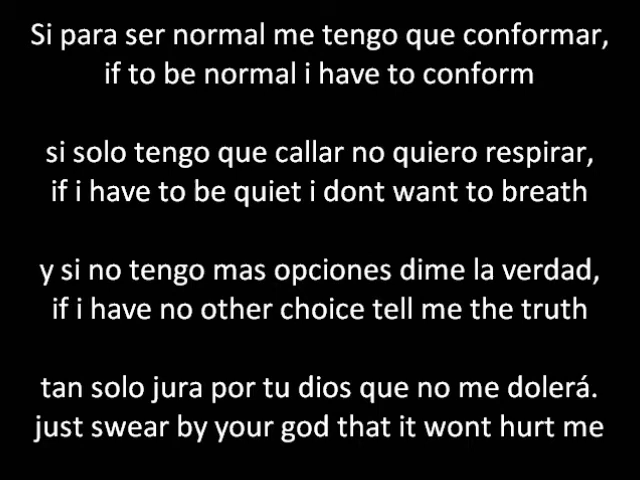 Si para ser normal me tengo que conformar,
if to be normal i have to conform
si solo tengo que callar no quiero respirar,
if i have to be quiet i dont want to breath
y si no tengo mas opciones dime la verdad,
if i have no other choice tell me the truth
tan solo jura por tu dios que no me dolerá.
just swear by your god that it wont hurt me